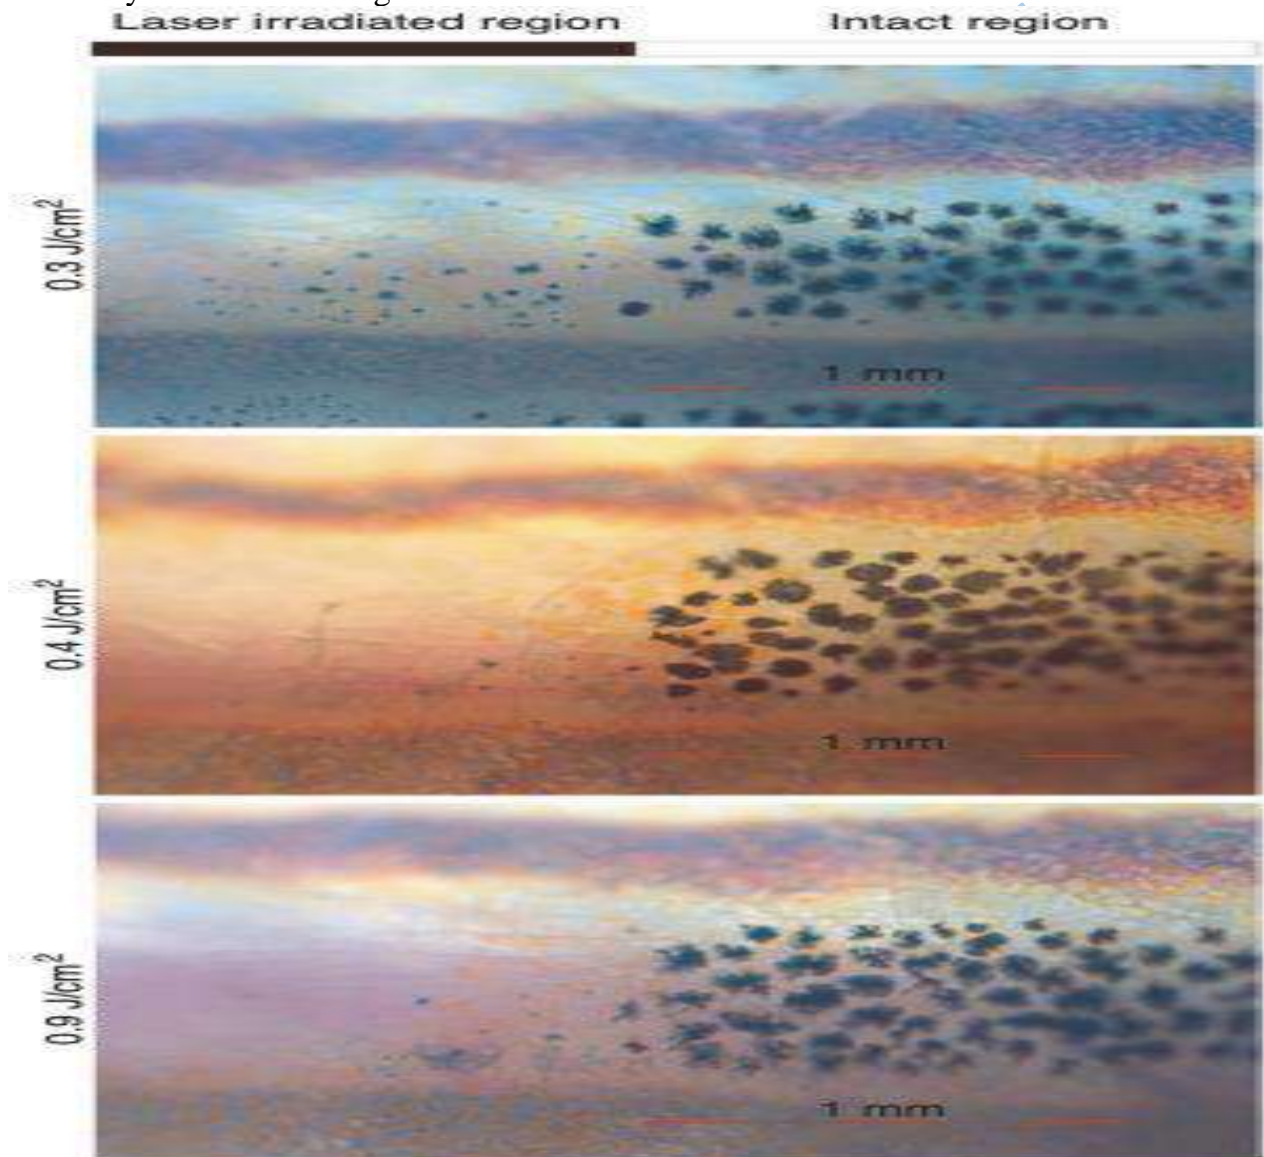 Laser irradiated region
Intact region
0.3 J/cm²
1 mm
0.4 J/cm²
1 mm
0.9 J/cm²
1 mm